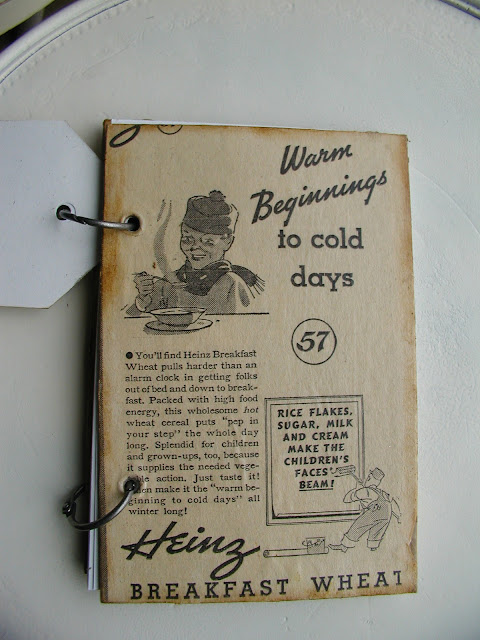 Warm
Beginnings
to cold
days
57
You'll find Heinz Breakfast
Wheat pulls harder than an
alarm clock in getting folks
out of bed and down to break-
fast. Packed with high food
energy, this wholesome hot
wheat cereal puts "pep in
your step" the whole day
long. Splendid for children
and grown-ups, too, because
it supplies the needed vege-
action. Just taste it!
make it the "warm be-
ginning to cold days" all
winter long!
RICE FLAKES,
SUGAR, MILK
AND CREAM
MAKE THE
CHILDREN'S
FACES
BEAM!
Heinz
BREAKFAST WHEAT